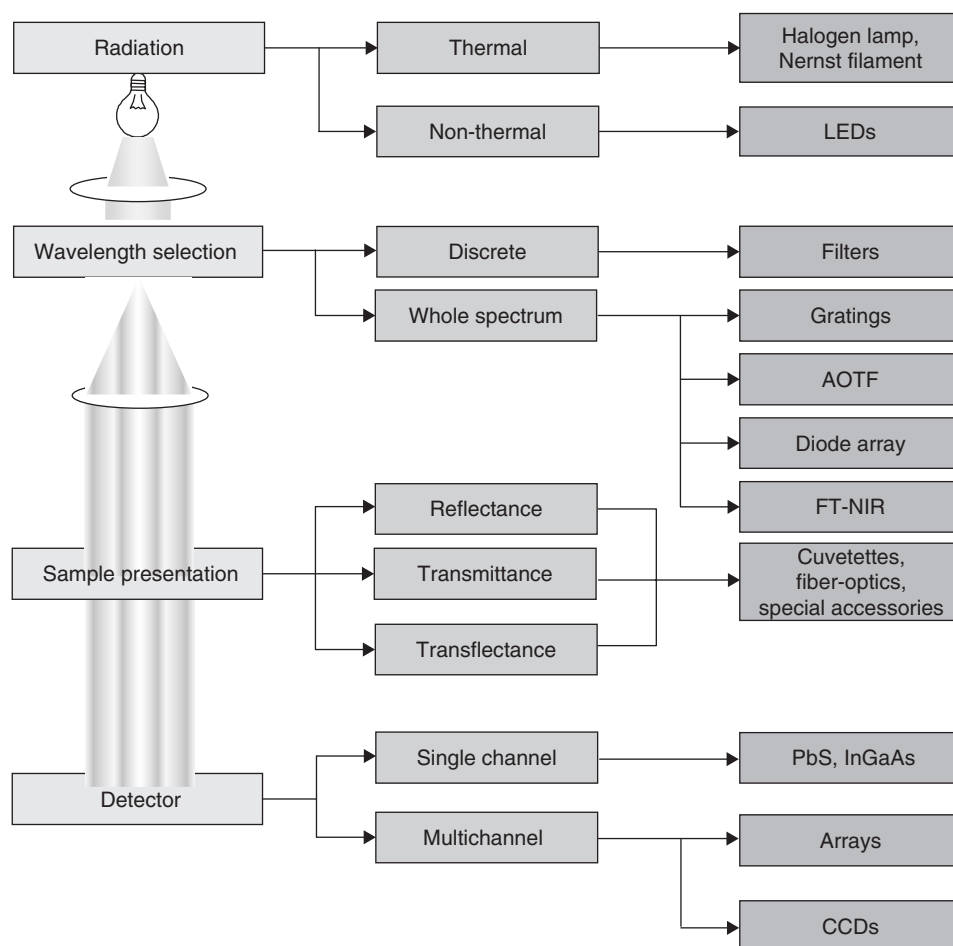 Radiation
Thermal
Halogen lamp,
Nernst filament
Non-thermal
LEDs
Wavelength selection
Discrete
Filters
Whole spectrum
Gratings
AOTF
Diode array
FT-NIR
Sample presentation
Reflectance
Transmittance
Transflectance
Cuvetettes,
fiber-optics,
special accessories
Detector
Single channel
PbS, InGaAs
Multichannel
Arrays
CCDs